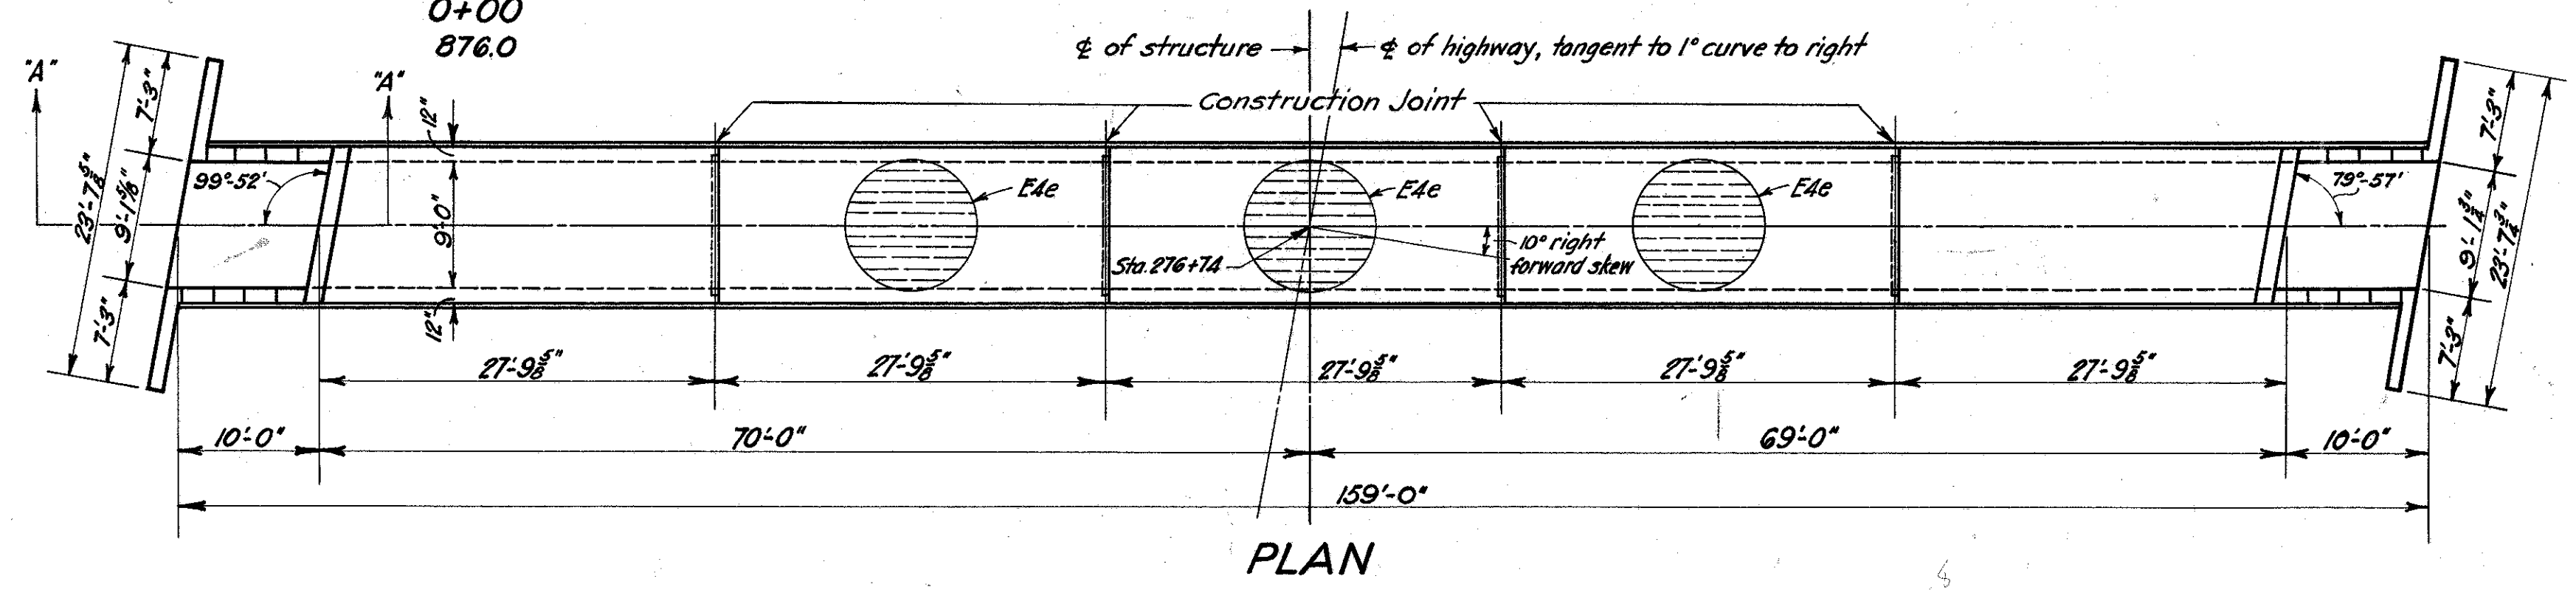 0+00
876.0
℄ of structure
℄ of highway, tangent to 1° curve to right
"A"
"A"
Construction Joint
7'-3"
12"
7'-3"
23'-7 5/8"
9'-1 5/8"
99°-52'
9'-0"
E4e
E4e
E4e
79°-57'
9'-1 3/4"
23'-7 3/4"
Sta. 276+74
10° right
forward skew
7'-3"
12"
7'-3"
27'-9 5/8"
27'-9 5/8"
27'-9 5/8"
27'-9 5/8"
27'-9 5/8"
10'-0"
70'-0"
69'-0"
10'-0"
159'-0"
PLAN